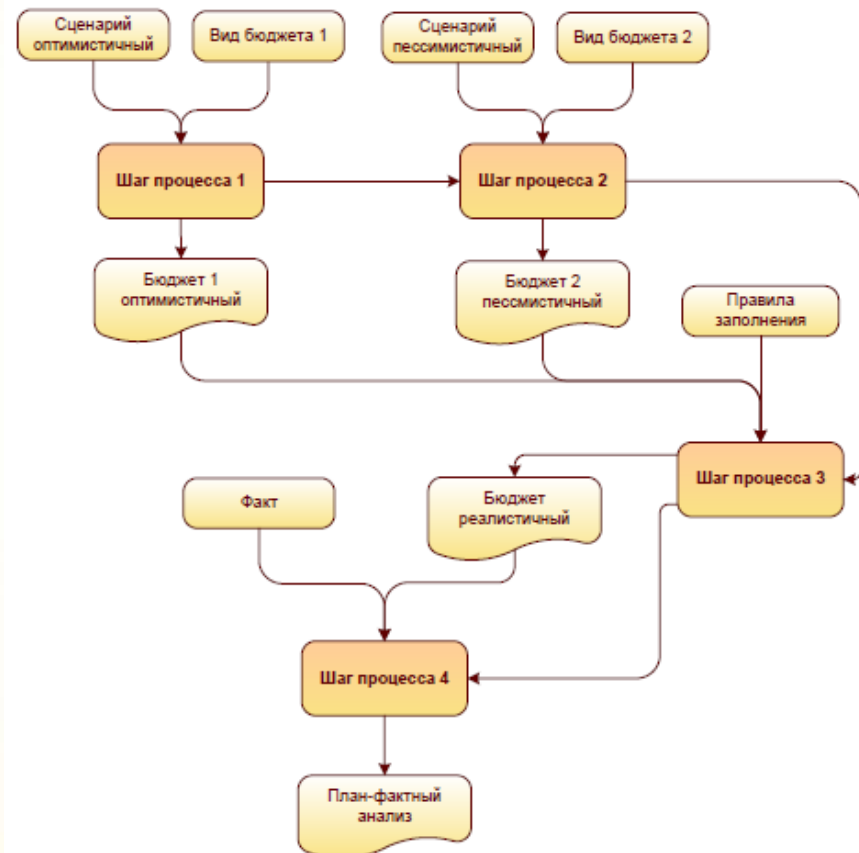 Сценарий
оптимистичный
Вид бюджета 1
Сценарий
пессимистичный
Вид бюджета 2
Шаг процесса 1
Шаг процесса 2
Бюджет 1
оптимистичный
Бюджет 2
пессмистичный
Правила
заполнения
Шаг процесса 3
Факт
Бюджет
реалистичный
Шаг процесса 4
План-фактный
анализ